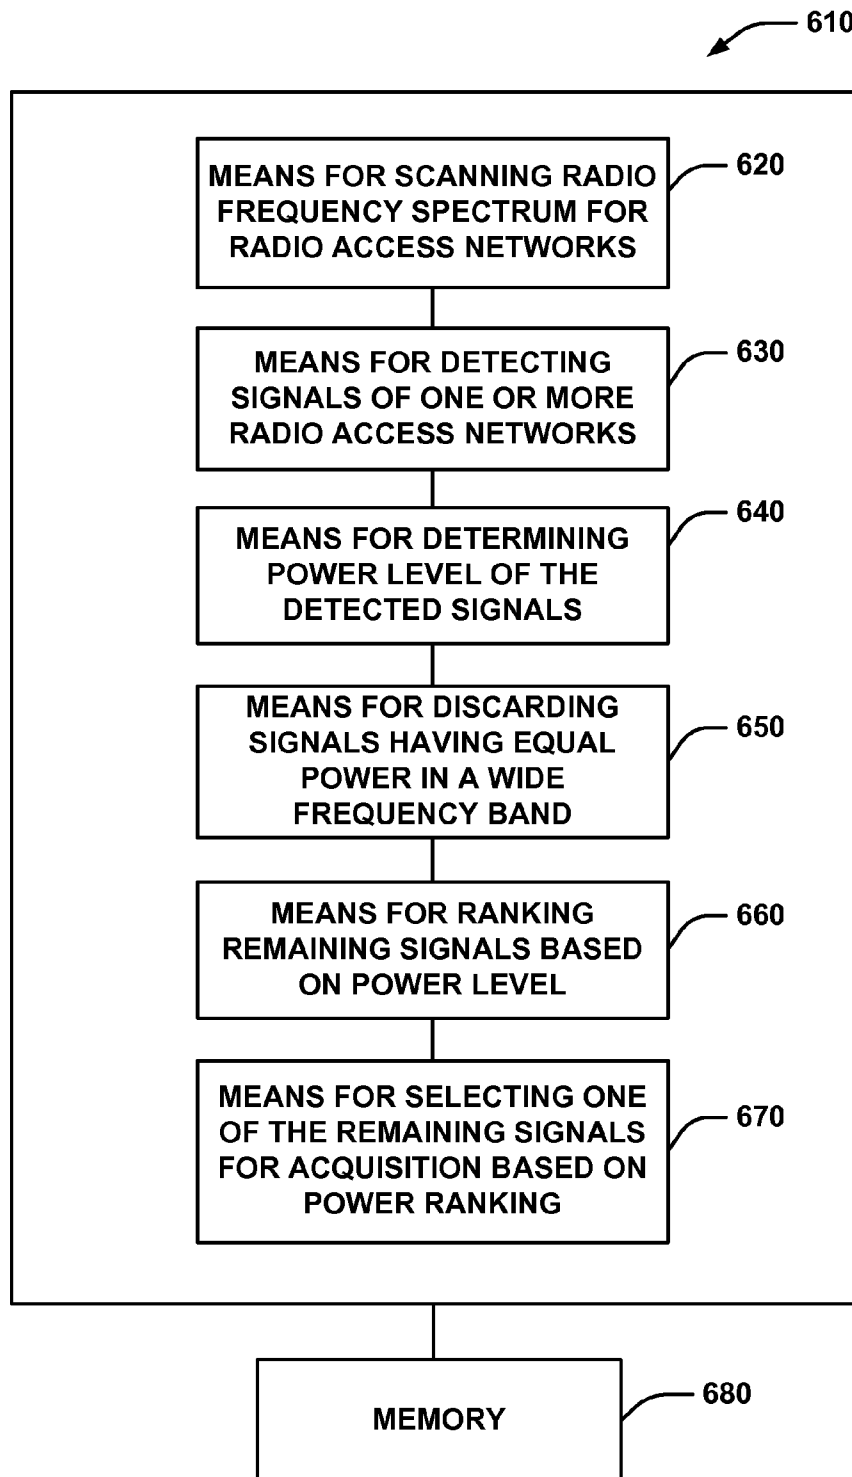 610
MEANS FOR SCANNING RADIO
FREQUENCY SPECTRUM FOR
RADIO ACCESS NETWORKS
620
MEANS FOR DETECTING
SIGNALS OF ONE OR MORE
RADIO ACCESS NETWORKS
630
MEANS FOR DETERMINING
POWER LEVEL OF THE
DETECTED SIGNALS
640
MEANS FOR DISCARDING
SIGNALS HAVING EQUAL
POWER IN A WIDE
FREQUENCY BAND
650
MEANS FOR RANKING
REMAINING SIGNALS BASED
ON POWER LEVEL
660
MEANS FOR SELECTING ONE
OF THE REMAINING SIGNALS
FOR ACQUISITION BASED ON
POWER RANKING
670
MEMORY
680